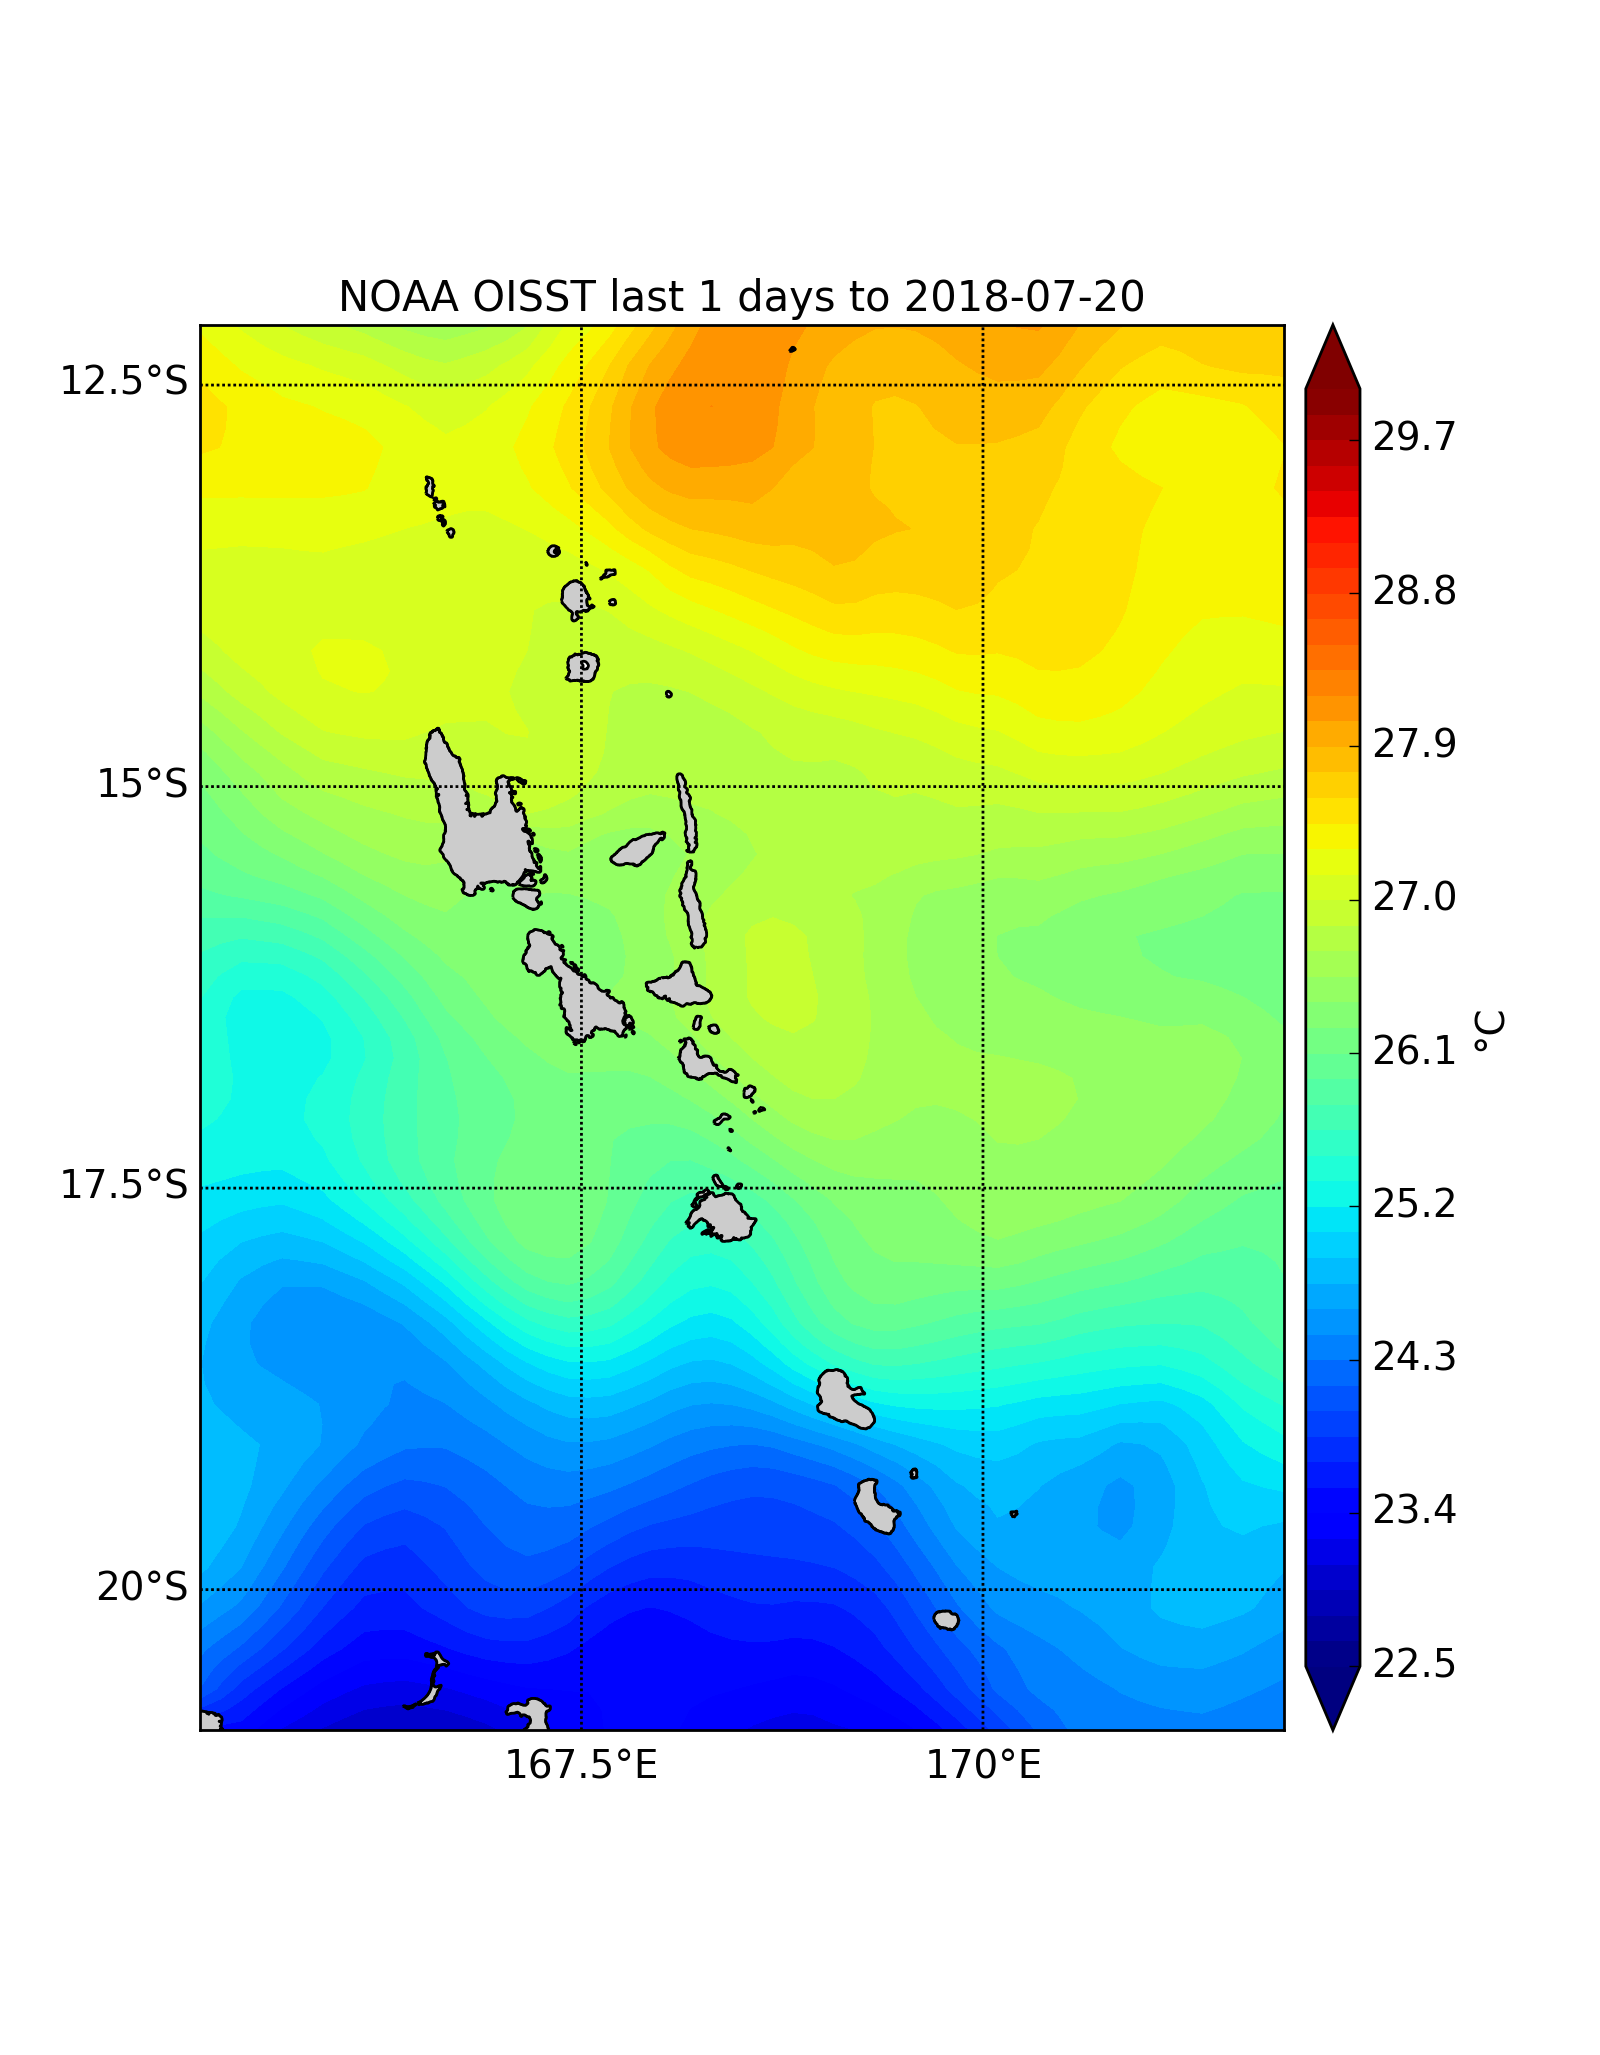 NOAA OISST last 1 days to 2018-07-20
12.5°S
15°S
17.5°S
20°S
167.5°E
170°E
29.7
28.8
27.9
27.0
26.1
25.2
24.3
23.4
22.5
°C